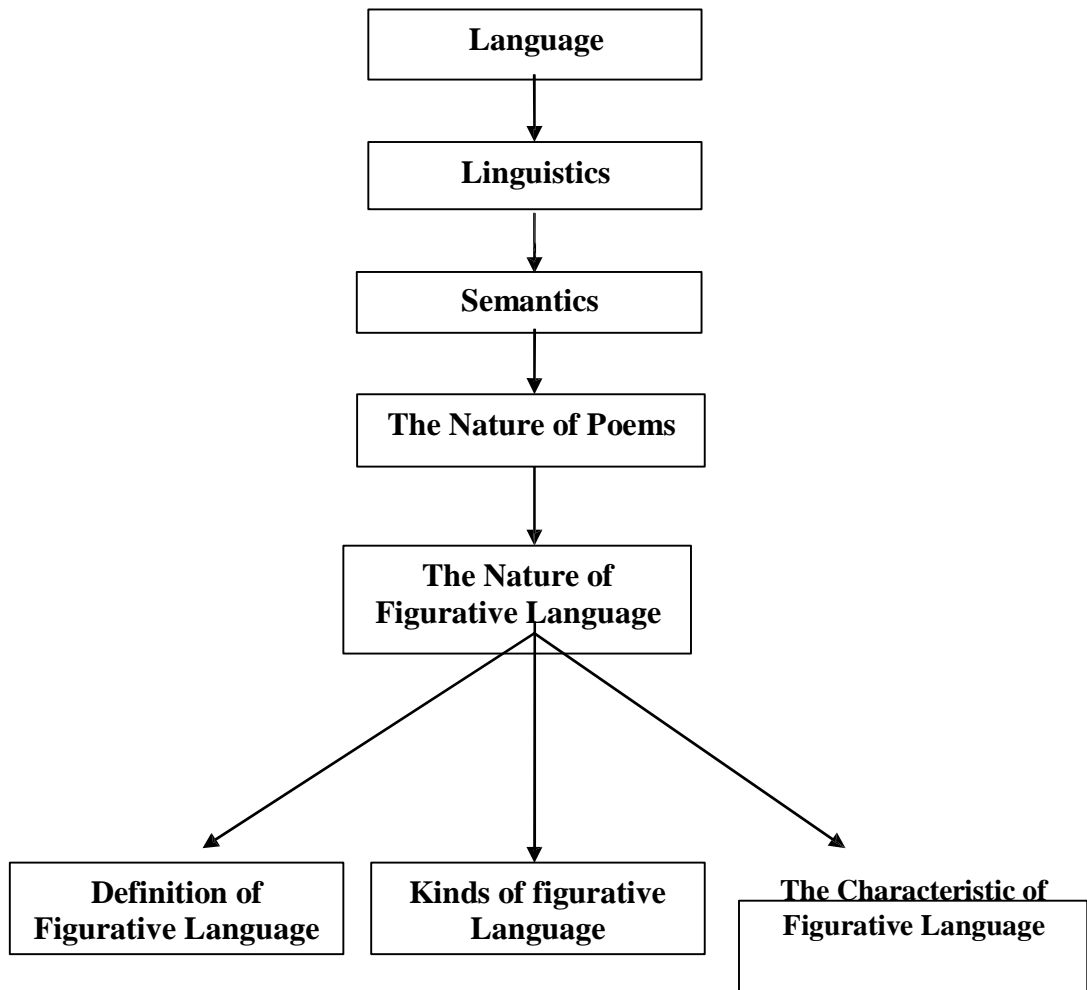 Language
Linguistics
Semantics
The Nature of Poems
The Nature of
Figurative Language
Definition of
Figurative Language
Kinds of figurative
Language
The Characteristic of
Figurative Language